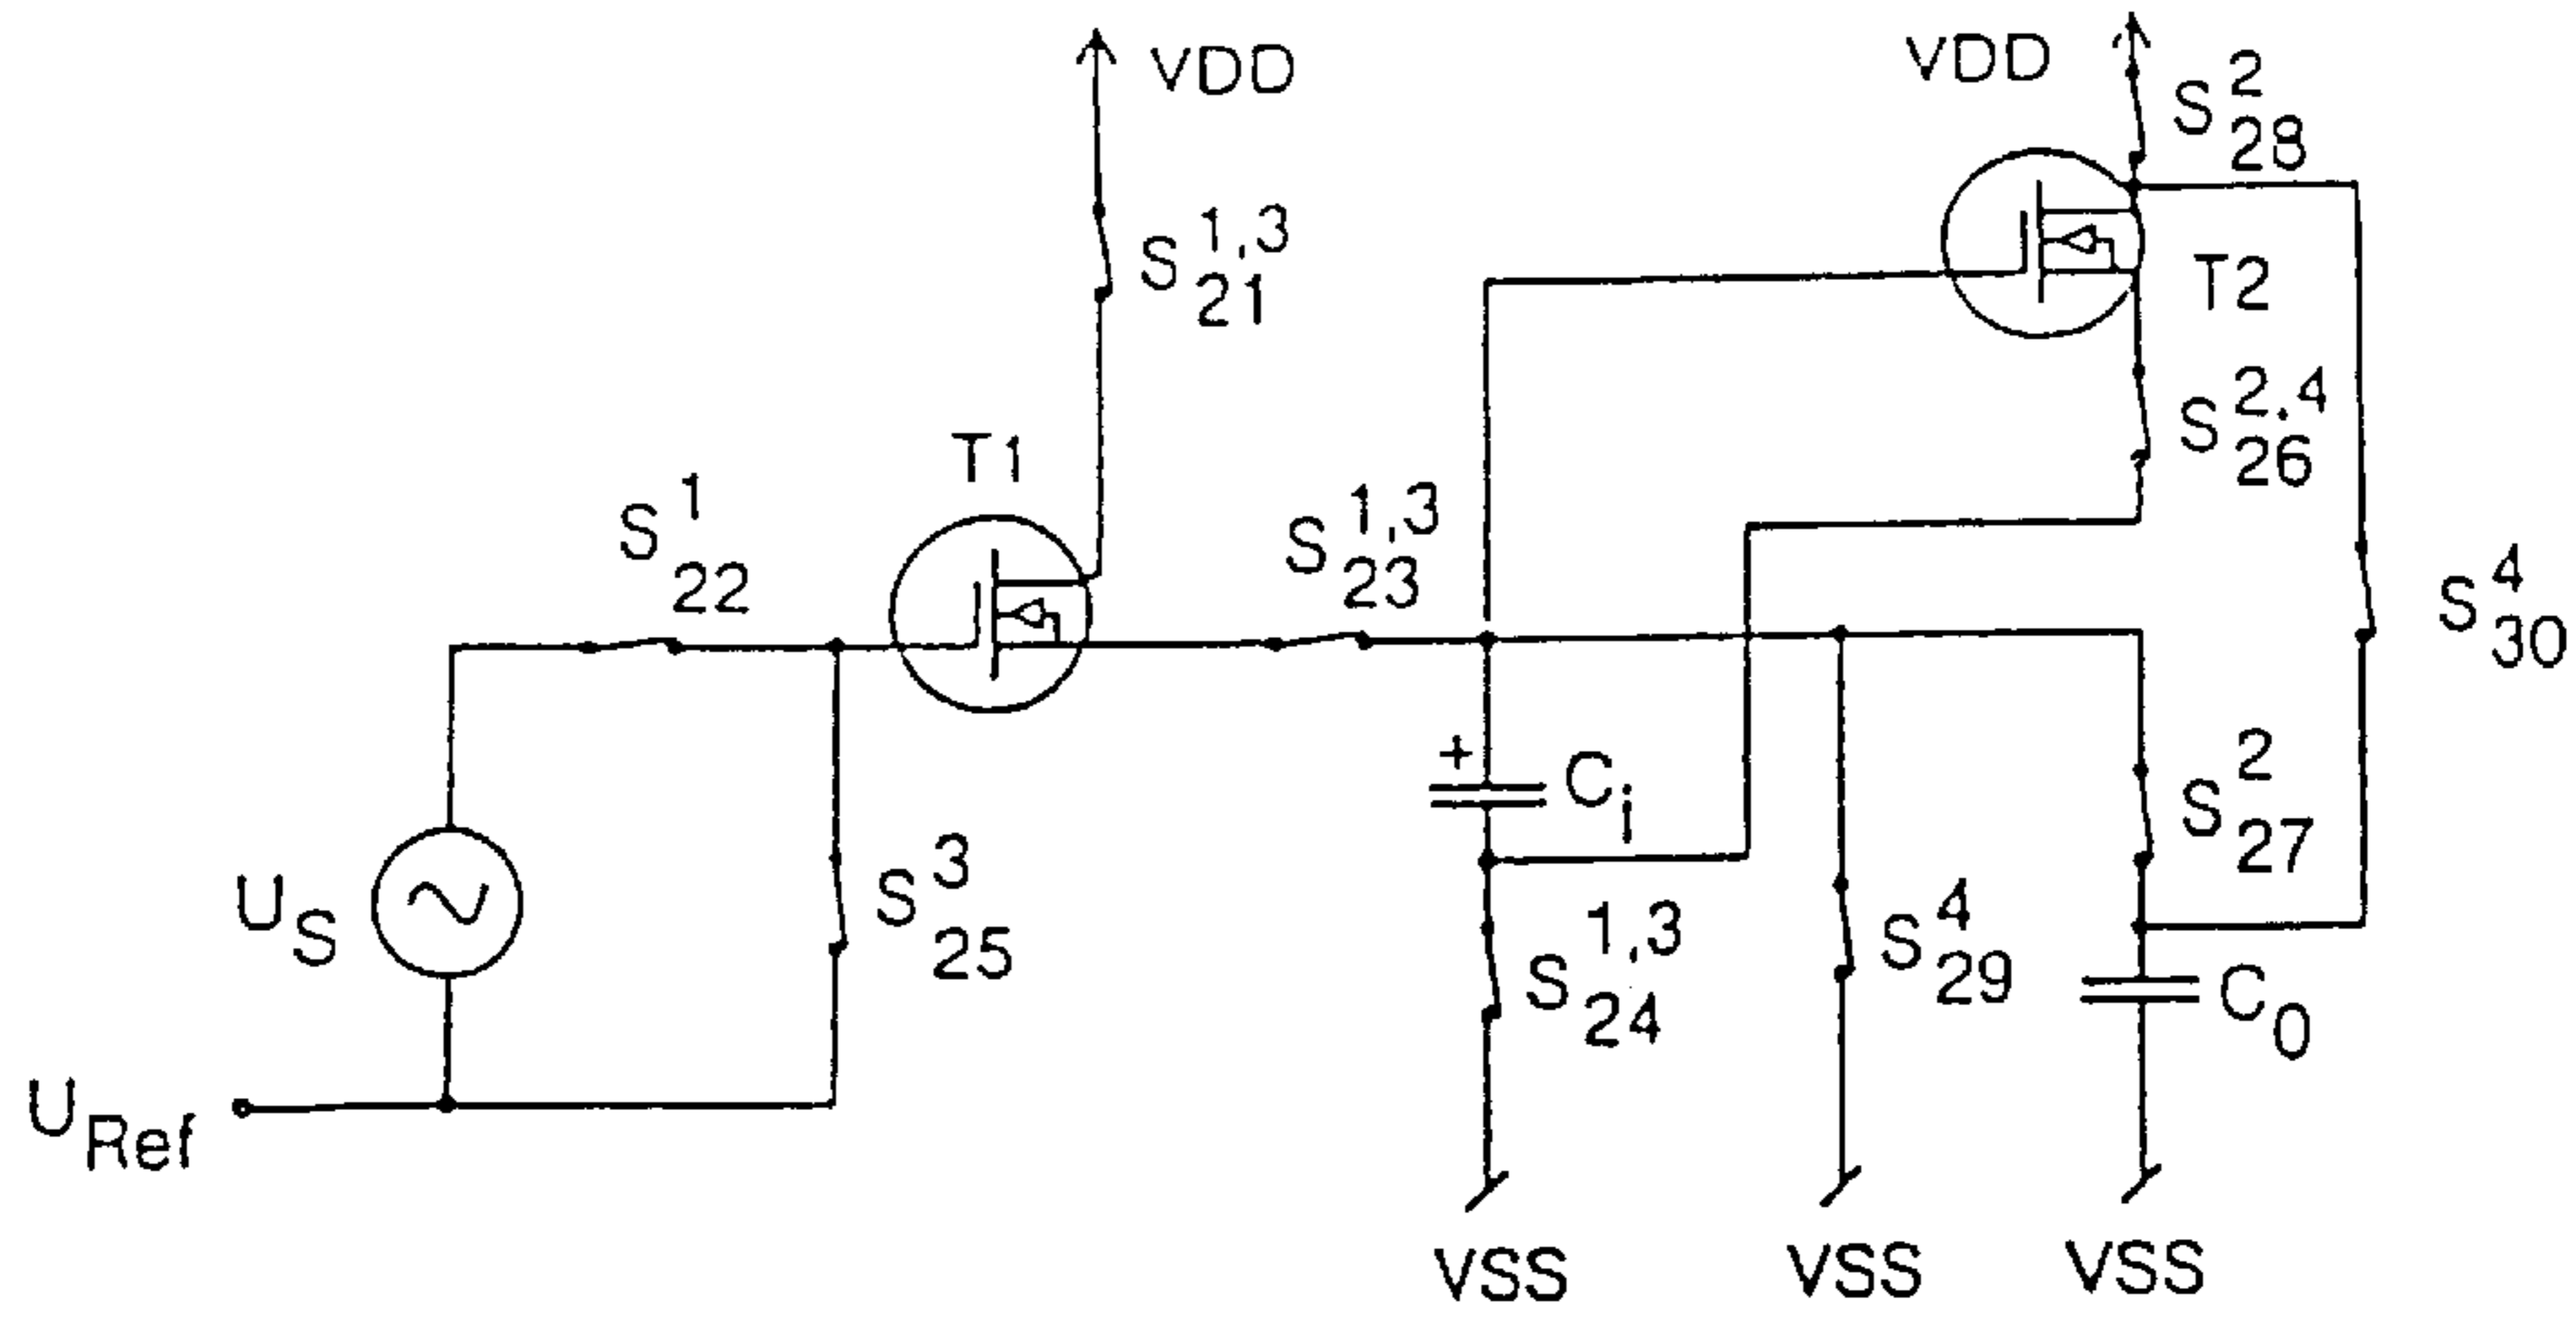 VDD
VDD
S 2 28
S 1,3 21
T2
T1
S 2.4 26
S 1 22
S 1,3 23
S 4 30
+
C i
S 2 27
U S
S 3 25
S 1,3 24
S 4 29
C 0
U Ref
VSS
VSS
VSS